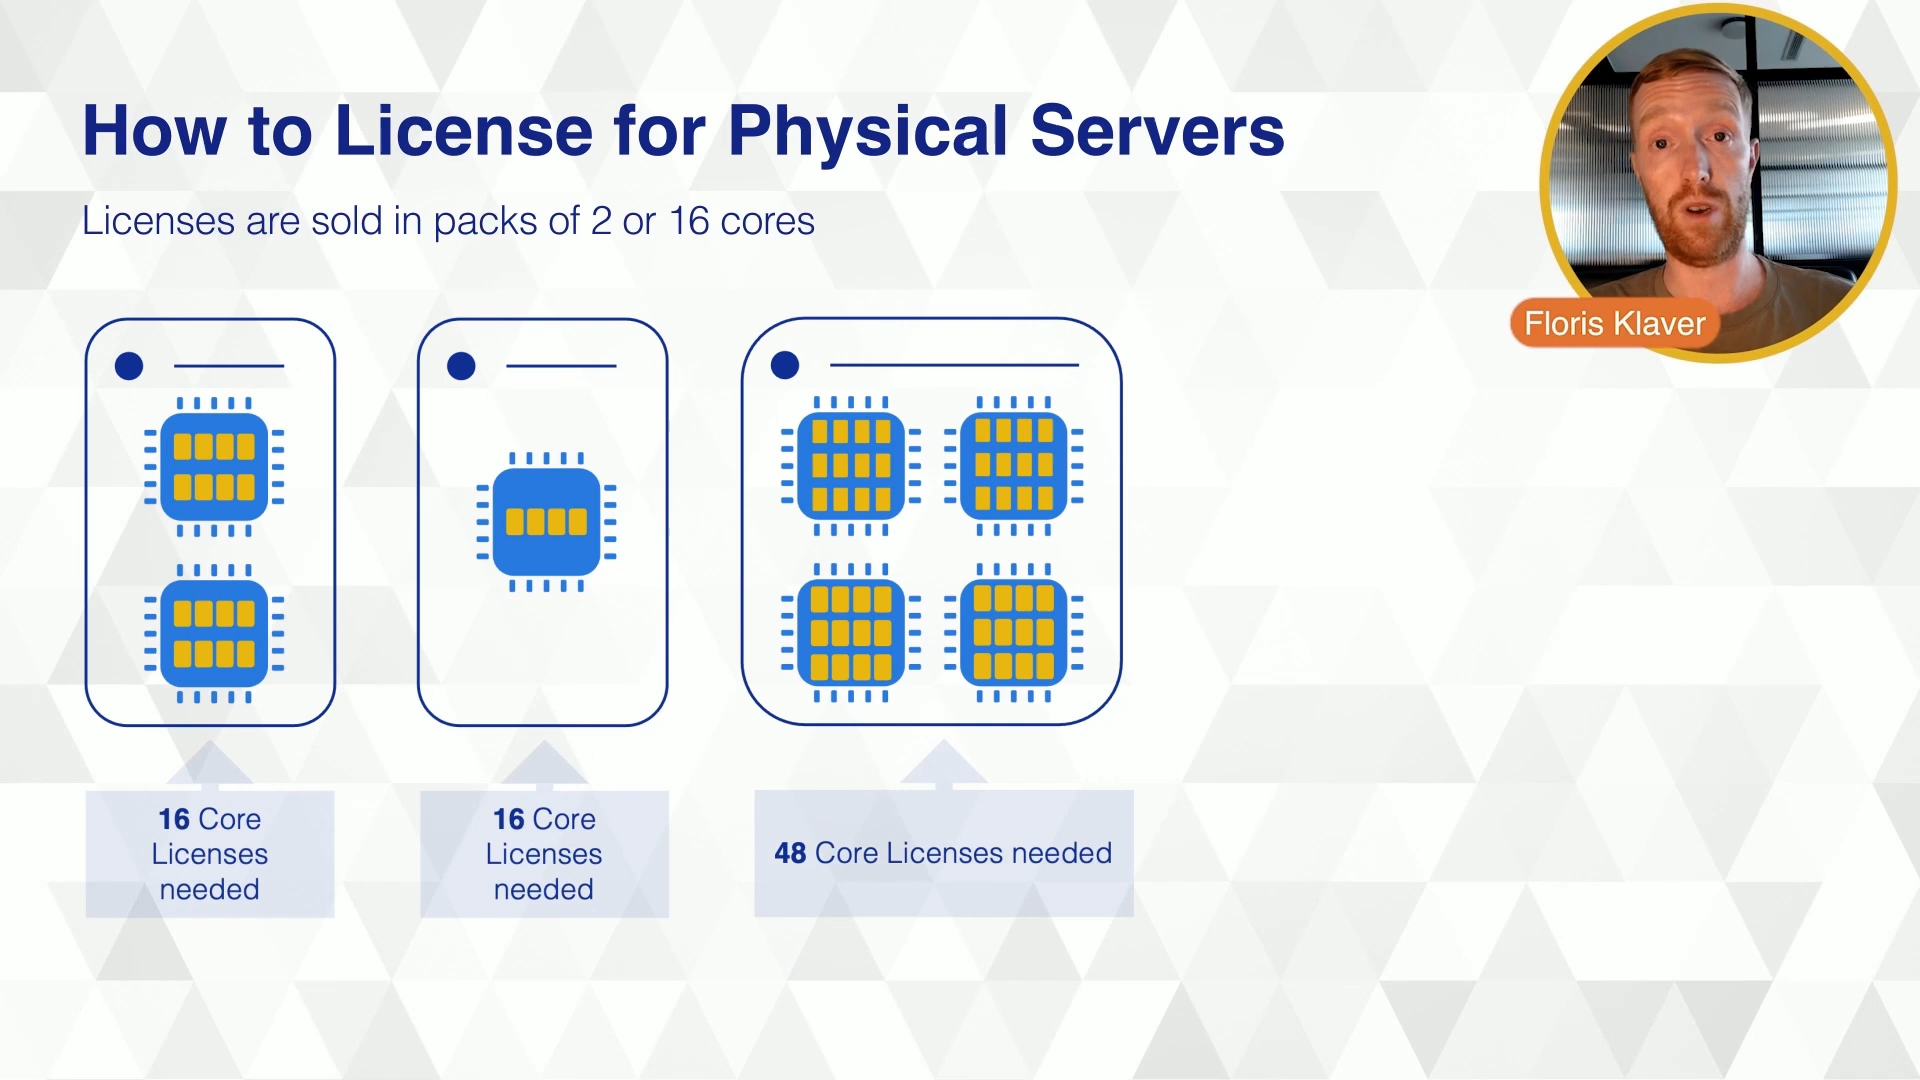 How to License for Physical Servers
Licenses are sold in packs of 2 or 16 cores
Floris Klaver
16 Core
Licenses
needed
16 Core
Licenses
needed
48 Core Licenses needed